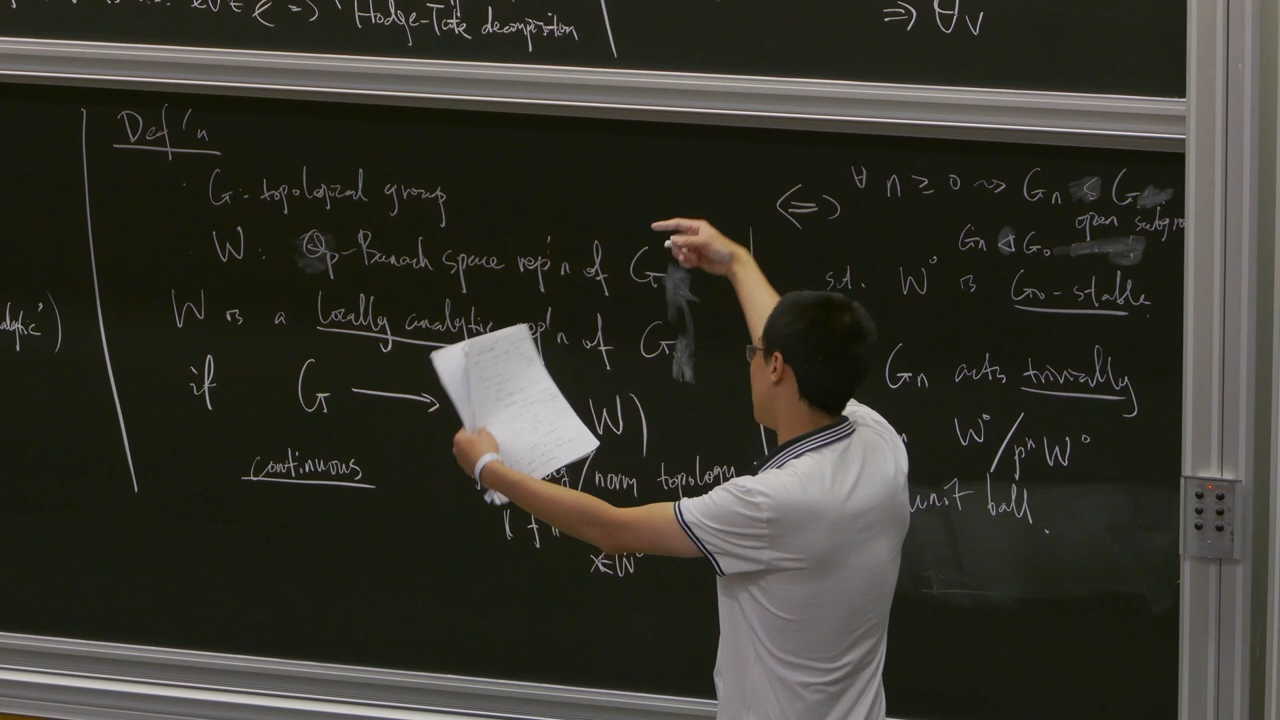 Hodge-Tate decomposition
⇒ θ_V
Def'n
G: topological group
W: Qp-Banach space rep'n of G
W is a locally analytic rep'n of G
if G ⟶ W)
continuous
/norm topology
x∈W°
(⇔) ∀ n ≥ 0 ⇝ G_n ≤ G
open subgro
G_n ◁ G_0
s.t. W° is G_0-stable
G_n acts trivially
W°/p^n W°
unit ball.